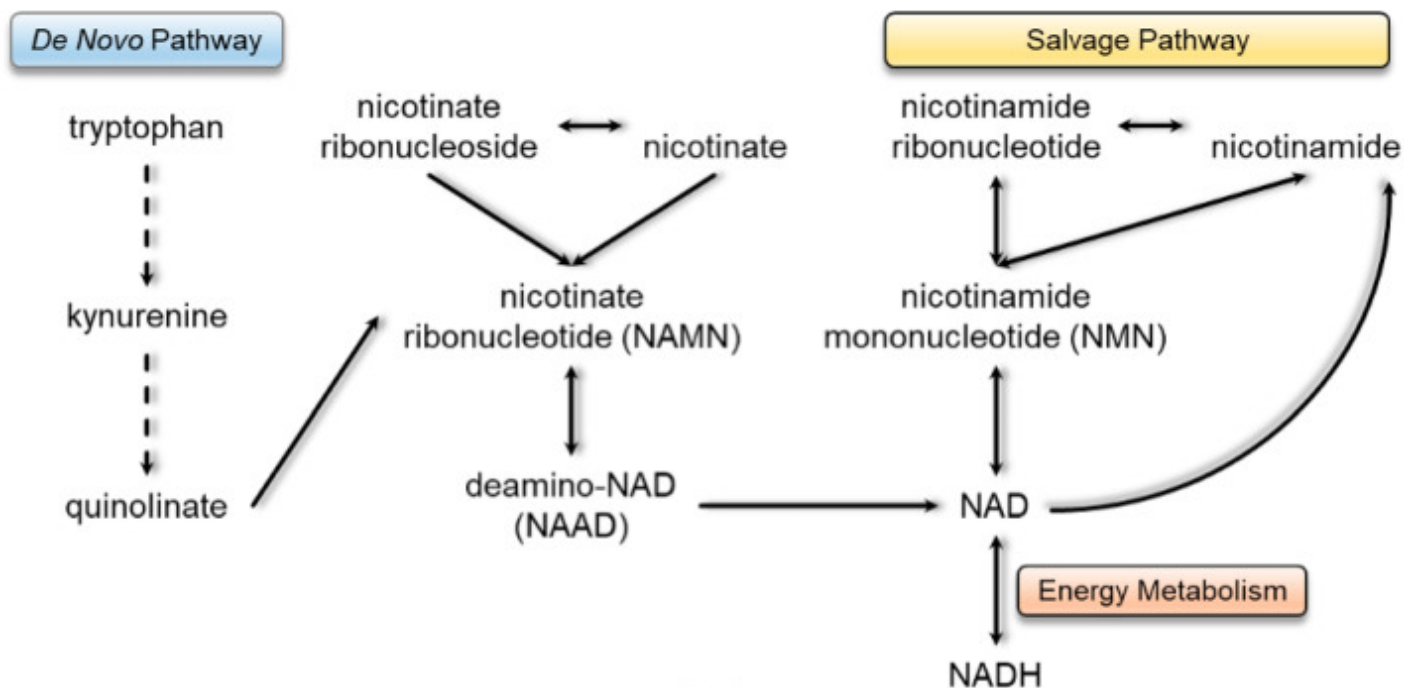 De Novo Pathway
Salvage Pathway
tryptophan
nicotinate
ribonucleoside
nicotinate
nicotinamide
ribonucleotide
nicotinamide
kynurenine
nicotinate
ribonucleotide (NAMN)
nicotinamide
mononucleotide (NMN)
quinolinate
deamino-NAD
(NAAD)
NAD
Energy Metabolism
NADH